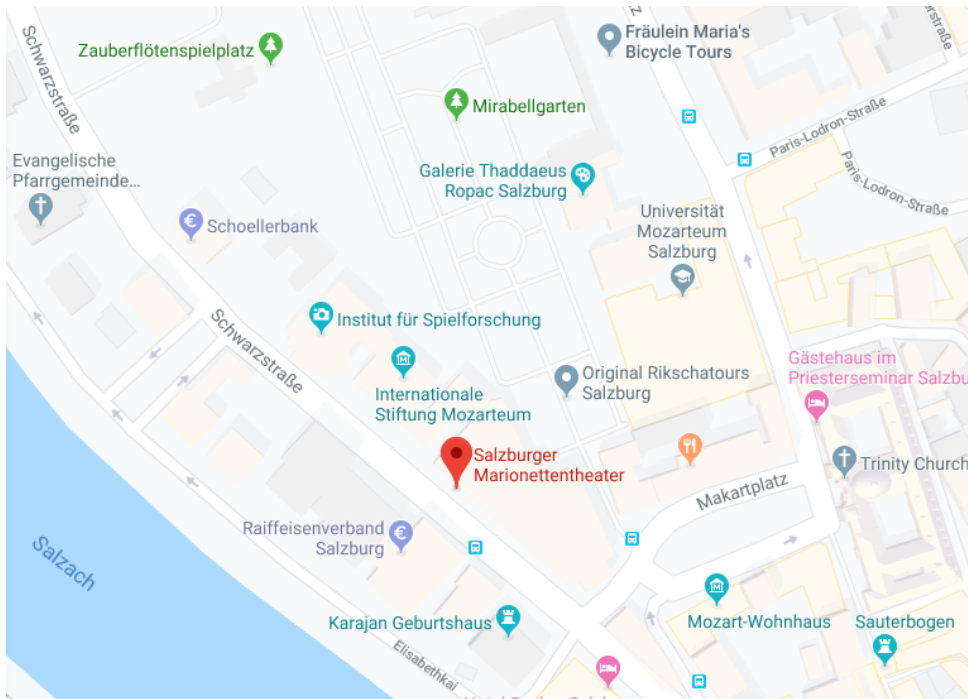 Schwarzstraße
Zauberflötenspielplatz
Fräulein Maria's
Bicycle Tours
Mirabellgarten
Paris-Lodron-Straße
Evangelische
Pfarrgemeinde...
Galerie Thaddaeus
Ropac Salzburg
Paris-Lodron-Straße
Schoellerbank
Universität
Mozarteum
Salzburg
Institut für Spielforschung
Schwarzstraße
Gästehaus im
Priesterseminar Salzbu
Internationale
Stiftung Mozarteum
Original Rikschatours
Salzburg
Salzburger
Marionettentheater
Trinity Church
Makartplatz
Raiffeisenverband
Salzburg
Salzach
Karajan Geburtshaus
Mozart-Wohnhaus
Sauterbogen
Elisabethkai